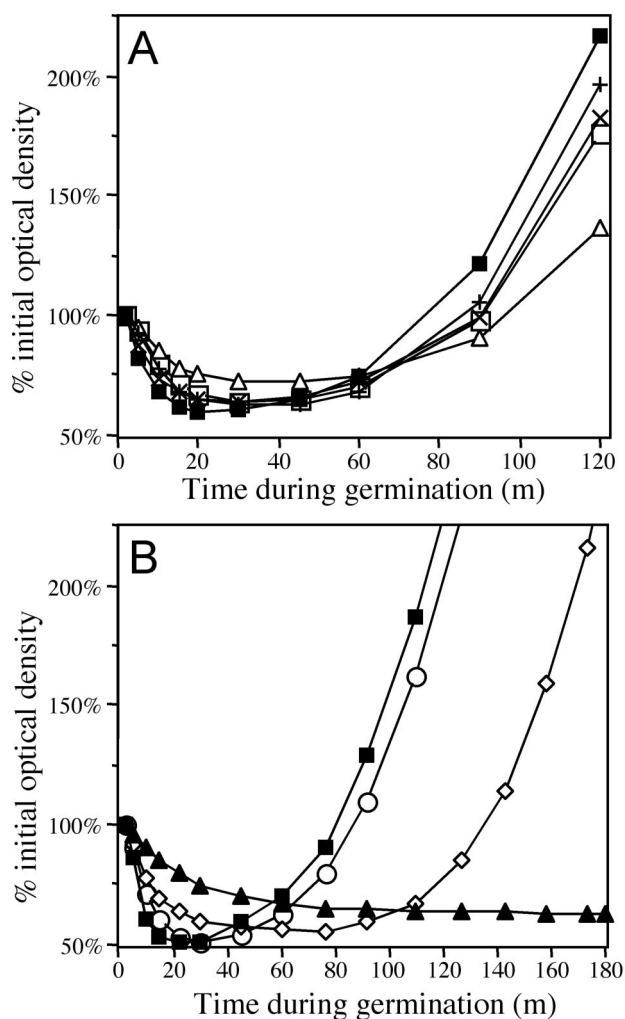 A
200%
150%
100%
50%
% initial optical density
0 20 40 60 80 100 120
Time during germination (m)
B
200%
150%
100%
50%
% initial optical density
0 20 40 60 80 100 120 140 160 180
Time during germination (m)